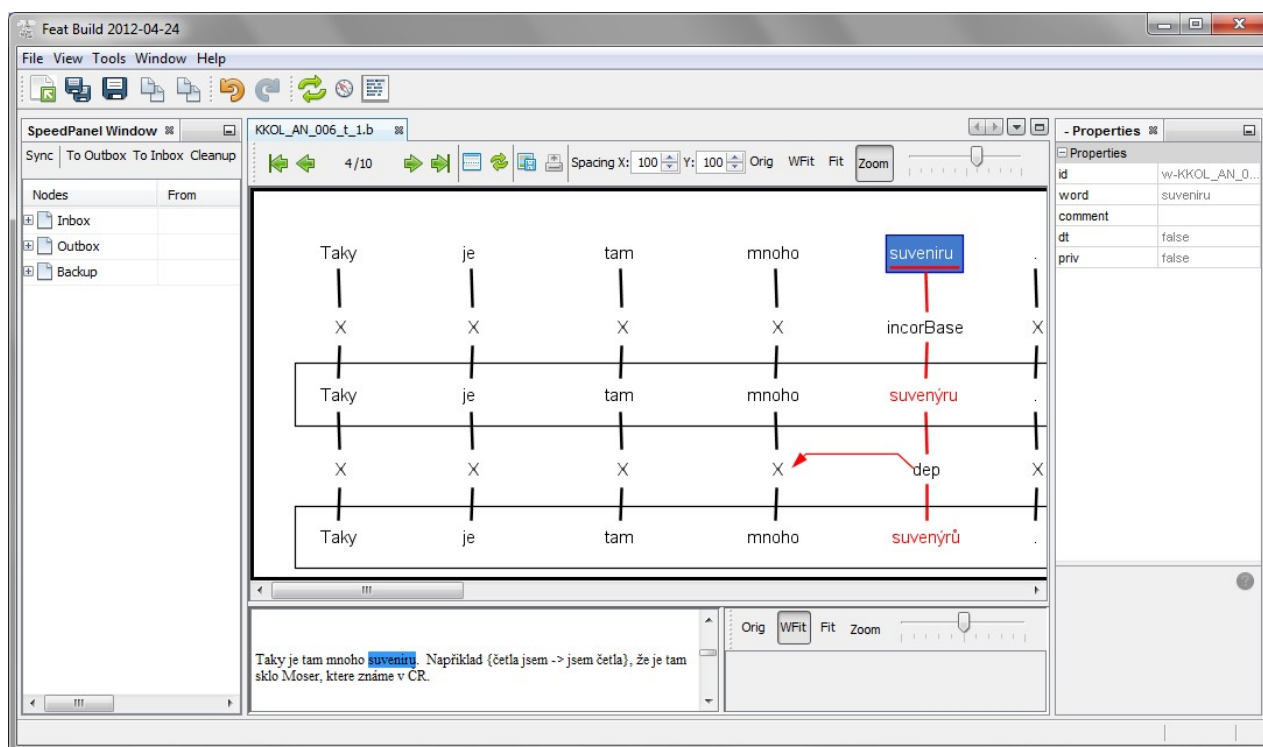 Feat Build 2012-04-24
File View Tools Window Help
SpeedPanel Window
Sync To Outbox To Inbox Cleanup
Nodes From
Inbox
Outbox
Backup
KKOL_AN_006_t_1.b
4/10 Spacing X: 100 Y: 100 Orig WFit Fit Zoom
Taky je tam mnoho suveniru .
X X X X incorBase X
Taky je tam mnoho suvenýru .
X X X X dep X
Taky je tam mnoho suvenýrů .
Taky je tam mnoho suveniru. Napřiklad {četla jsem -> jsem četla}, že je tam
sklo Moser, ktere známe v ČR.
Orig WFit Fit Zoom
- Properties
Properties
id w-KKOL_AN_0...
word suveniru
comment
dt false
priv false